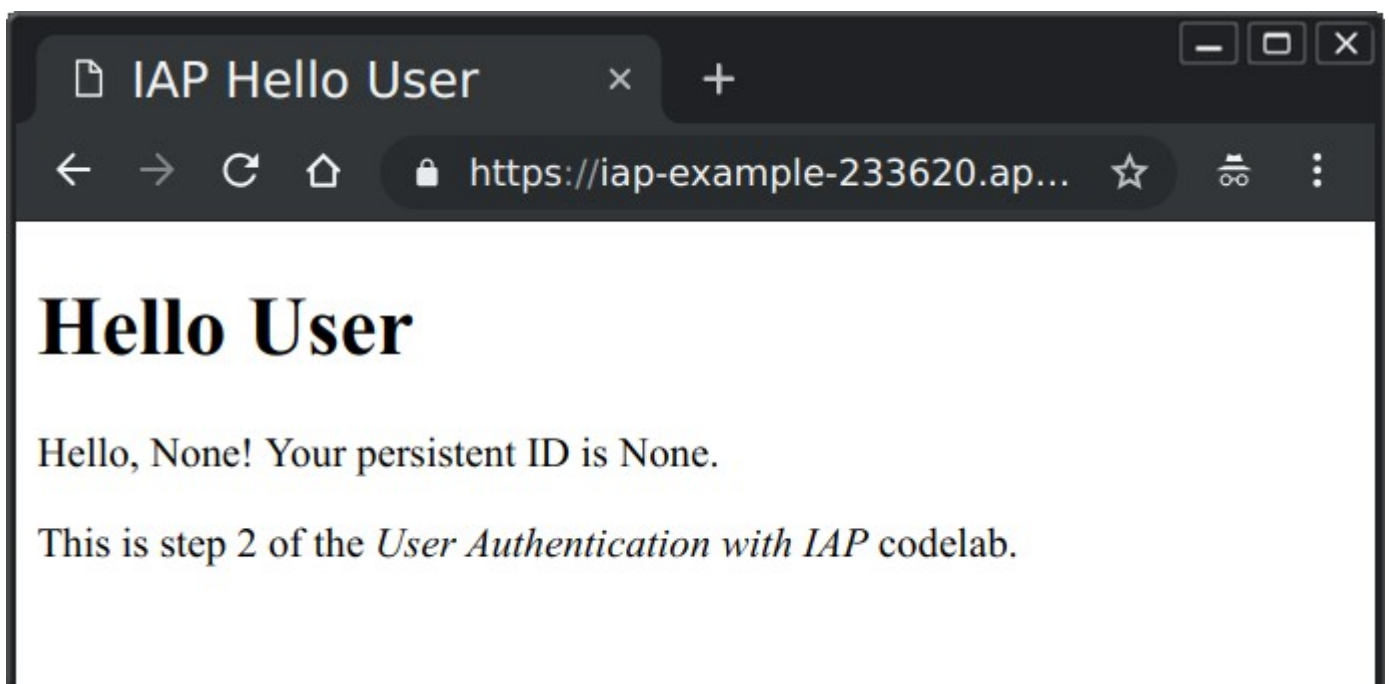 IAP Hello User
https://iap-example-233620.ap...
Hello User
Hello, None! Your persistent ID is None.
This is step 2 of the User Authentication with IAP codelab.